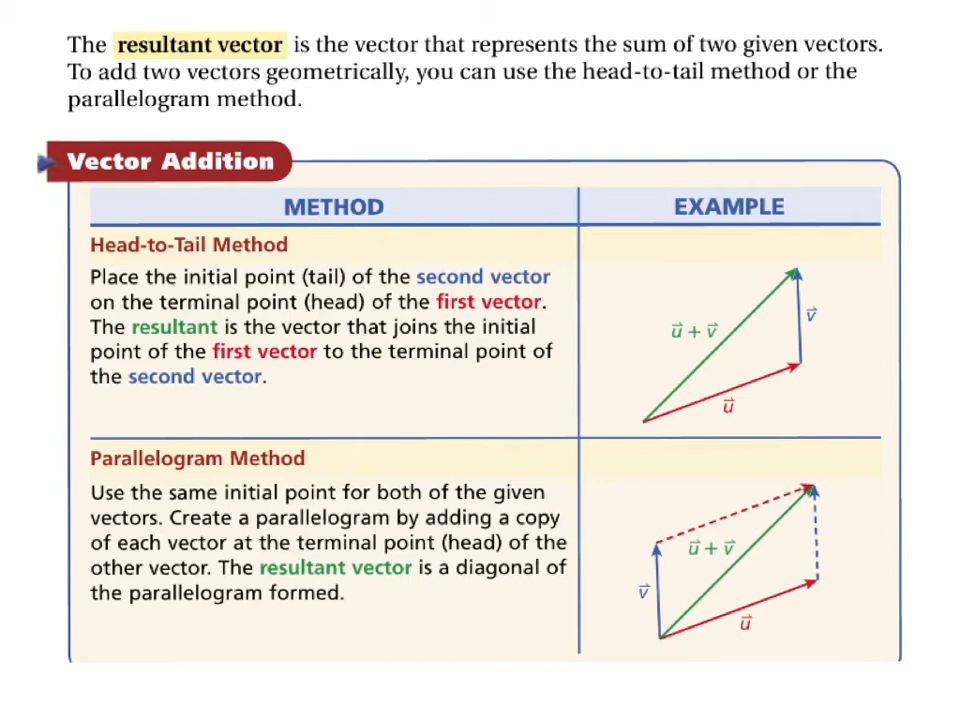 The resultant vector is the vector that represents the sum of two given vectors.
To add two vectors geometrically, you can use the head-to-tail method or the
parallelogram method.
Vector Addition
METHOD
EXAMPLE
Head-to-Tail Method
Place the initial point (tail) of the second vector
on the terminal point (head) of the first vector.
The resultant is the vector that joins the initial
point of the first vector to the terminal point of
the second vector.
u⃗ + v⃗
v⃗
u⃗
Parallelogram Method
Use the same initial point for both of the given
vectors. Create a parallelogram by adding a copy
of each vector at the terminal point (head) of the
other vector. The resultant vector is a diagonal of
the parallelogram formed.
u⃗ + v⃗
v⃗
u⃗